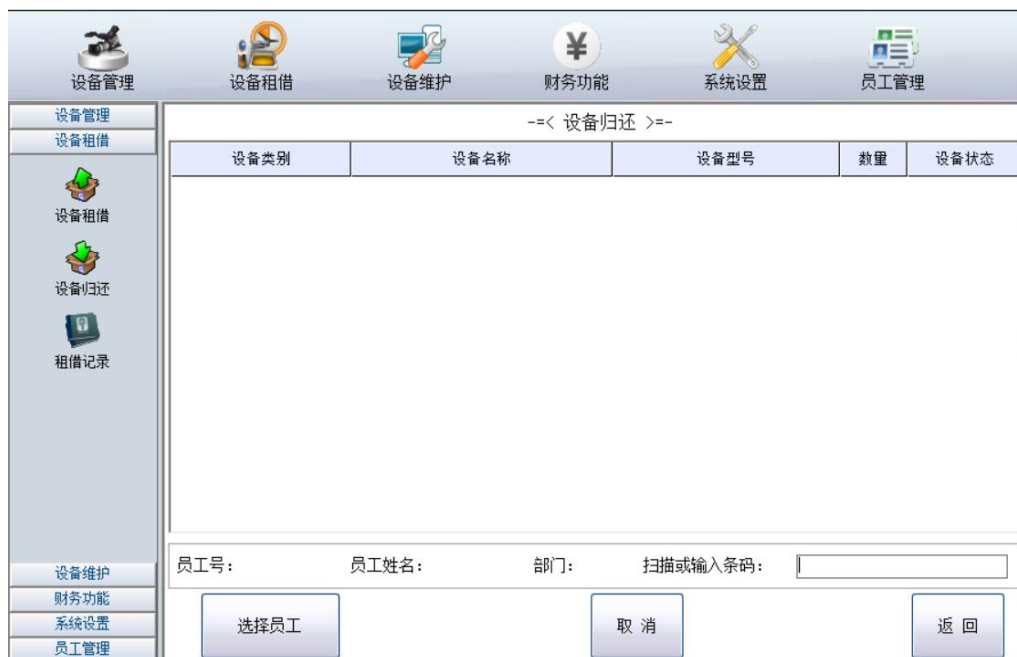 设备管理 设备租借 设备维护 财务功能 系统设置 员工管理
设备管理
设备租借
设备租借
设备归还
租借记录
设备维护
财务功能
系统设置
员工管理
-=< 设备归还 >=-
设备类别 设备名称 设备型号 数量 设备状态
员工号： 员工姓名： 部门： 扫描或输入条码：
选择员工 取 消 返 回